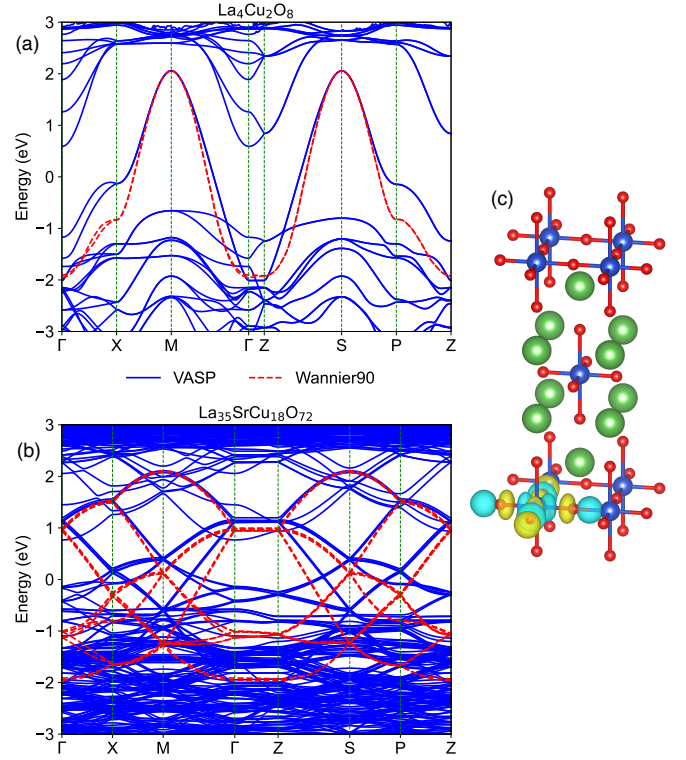 La₄Cu₂O₈
(a)
3
2
1
0
−1
−2
−3
Energy (eV)
Γ X M Γ Z S P Z
VASP Wannier90
La₃₅SrCu₁₈O₇₂
(b)
3
2
1
0
−1
−2
−3
Energy (eV)
Γ X M Γ Z S P Z
(c)